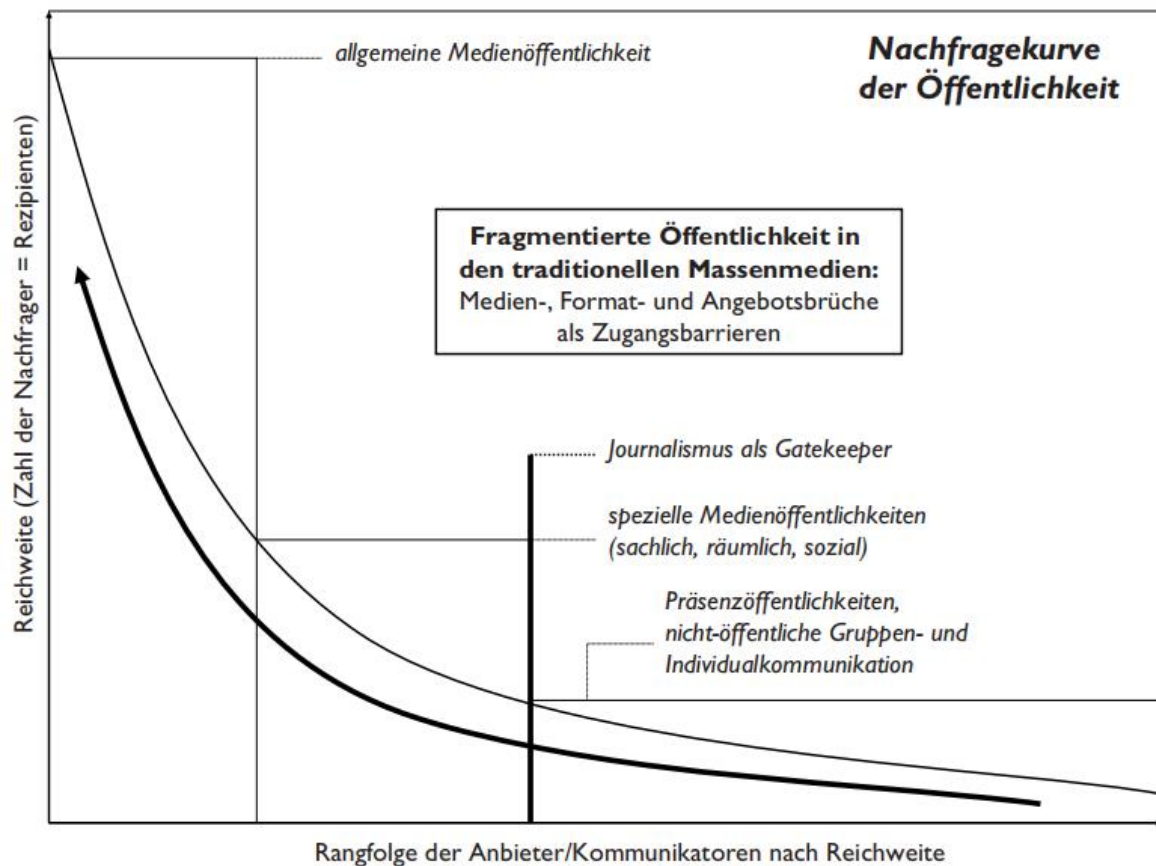 allgemeine Medienöffentlichkeit
Nachfragekurve
der Öffentlichkeit
Fragmentierte Öffentlichkeit in
den traditionellen Massenmedien:
Medien-, Format- und Angebotsbrüche
als Zugangsbarrieren
Journalismus als Gatekeeper
spezielle Medienöffentlichkeiten
(sachlich, räumlich, sozial)
Präsenzöffentlichkeiten,
nicht-öffentliche Gruppen- und
Individualkommunikation
Reichweite (Zahl der Nachfrager = Rezipienten)
Rangfolge der Anbieter/Kommunikatoren nach Reichweite